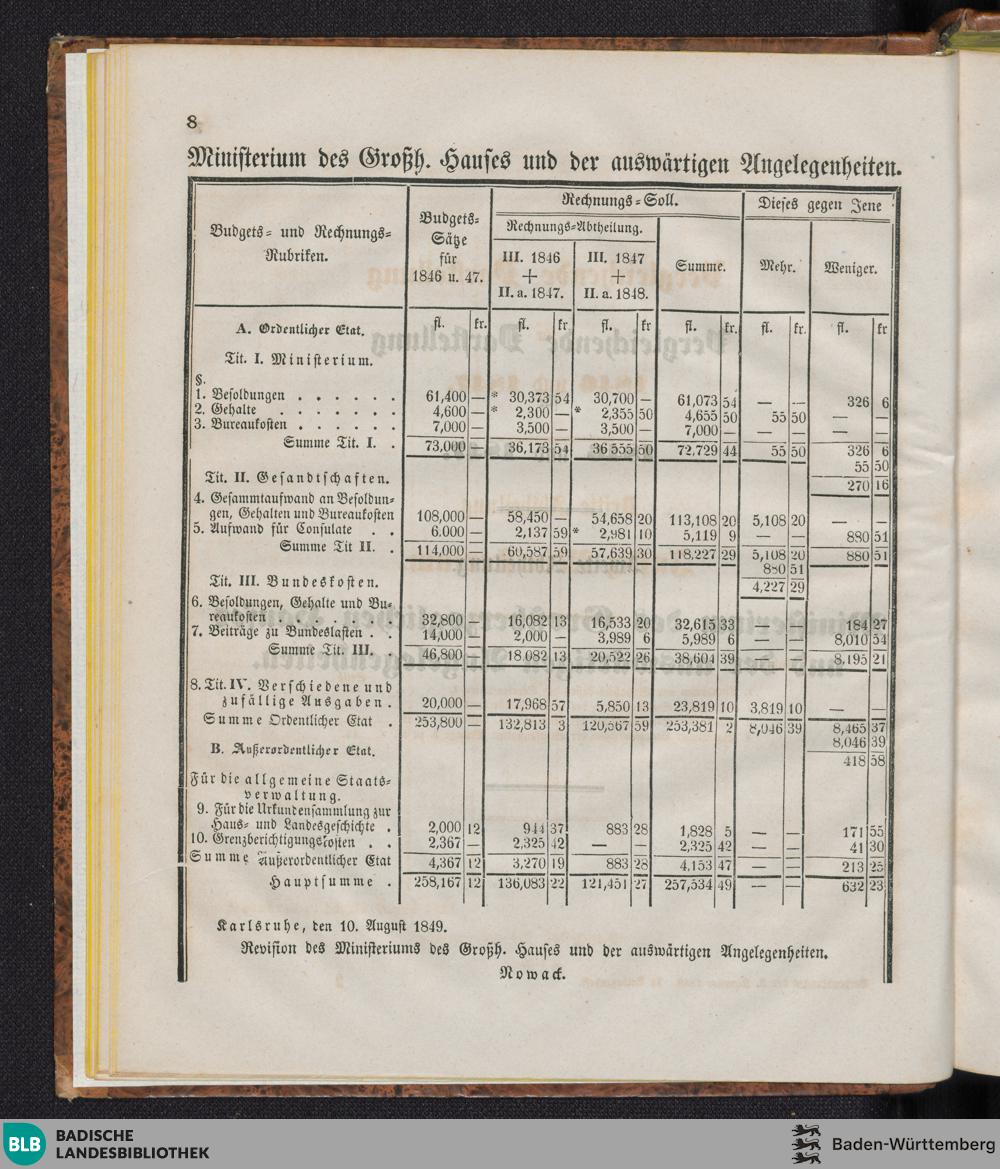 8
Ministerium des Großh. Hauses und der auswärtigen Angelegenheiten.
Budgets- und Rechnungs-Rubriken. | Budgets-Sätze für 1846 u. 47. | Rechnungs-Soll. | Dieses gegen Jene
Rechnungs-Abtheilung. | Summe. | Mehr. | Weniger.
III. 1846 + II. a. 1847. | III. 1847 + II. a. 1848.
A. Ordentlicher Etat. | fl. | kr. | fl. | kr | fl. | kr | fl. | kr. | fl. | kr. | fl. | kr
Tit. I. Ministerium.
§.
1. Besoldungen . . . . . . 61,400 — * 30,373 54 30,700 — 61,073 54 — — 326 6
2. Gehalte . . . . . . . 4,600 — * 2,300 — * 2,355 50 4,655 50 55 50 — —
3. Bureaukosten . . . . . . 7,000 — 3,500 — 3,500 — 7,000 — — — — —
Summe Tit. I. . 73,000 — 36,173 54 36 555 50 72,729 44 55 50 326 6
55 50
Tit. II. Gesandtschaften. 270 16
4. Gesammtaufwand an Besoldun-
gen, Gehalten und Bureaukosten 108,000 — 58,450 — 54,658 20 113,108 20 5,108 20 — —
5. Aufwand für Consulate . . 6.000 — 2,137 59 * 2,981 10 5,119 9 — — 880 51
Summe Tit II. . 114,000 — 60,587 59 57,639 30 118,227 29 5,108 20 880 51
880 51
Tit. III. Bundeskosten. 4,227 29
6. Besoldungen, Gehalte und Bu-
reaukosten . . . . . . . 32,800 — 16,082 13 16,533 20 32,615 33 — — 184 27
7. Beiträge zu Bundeslasten . . 14,000 — 2,000 — 3,989 6 5,989 6 — — 8,010 54
Summe Tit. III. . 46,800 — 18.082 13 20,522 26 38,604 39 8,195 21
8. Tit. IV. Verschiedene und
zufällige Ausgaben . 20,000 — 17,968 57 5,850 13 23,819 10 3,819 10 — —
Summe Ordentlicher Etat . 253,800 — 132,813 3 120,567 59 253,381 2 8,046 39 8,465 37
8,046 39
B. Außerordentlicher Etat. 418 58
Für die allgemeine Staats-
verwaltung.
9. Für die Urkundensammlung zur
Haus- und Landesgeschichte . 2,000 12 944 37 883 28 1,828 5 — — 171 55
10. Grenzberichtigungskosten . . 2,367 — 2,325 42 — — 2,325 42 — — 41 30
Summe Außerordentlicher Etat 4,367 12 3,270 19 883 28 4,153 47 — — 213 25
Hauptsumme . 258,167 12 136,083 22 121,451 27 257,534 49 — — 632 23
Karlsruhe, den 10. August 1849.
Revision des Ministeriums des Großh. Hauses und der auswärtigen Angelegenheiten.
Nowack.
BLB
BADISCHE
LANDESBIBLIOTHEK
Baden-Württemberg